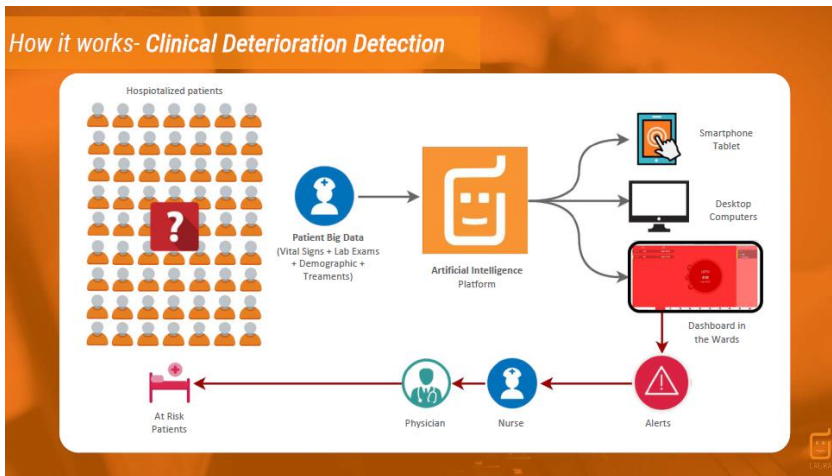 How it works- Clinical Deterioration Detection
Hospiotalized patients
?
Patient Big Data
(Vital Signs + Lab Exams
+ Demographic +
Treaments)
Artificial Intelligence
Platform
Smartphone
Tablet
Desktop
Computers
Dashboard in
the Wards
At Risk
Patients
Physician
Nurse
Alerts